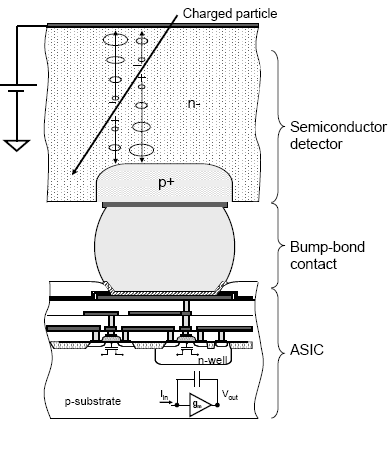 Charged particle
n-
Semiconductor
detector
p+
Bump-bond
contact
ASIC
n-well
p-substrate
Iin
gm
Vout